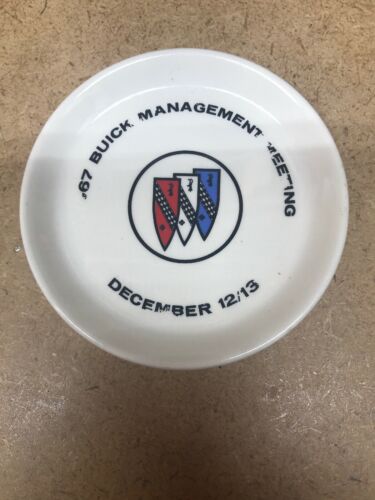 '67 BUICK MANAGEMENT MEETING
DECEMBER 12/13